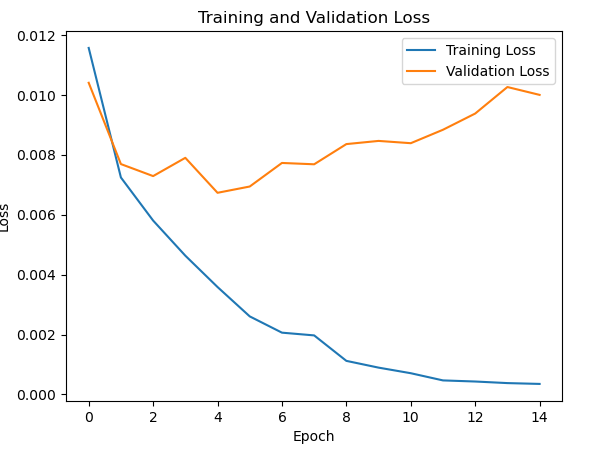 Training and Validation Loss
Training Loss
Validation Loss
0.012
0.010
0.008
0.006
0.004
0.002
0.000
Loss
0 2 4 6 8 10 12 14
Epoch